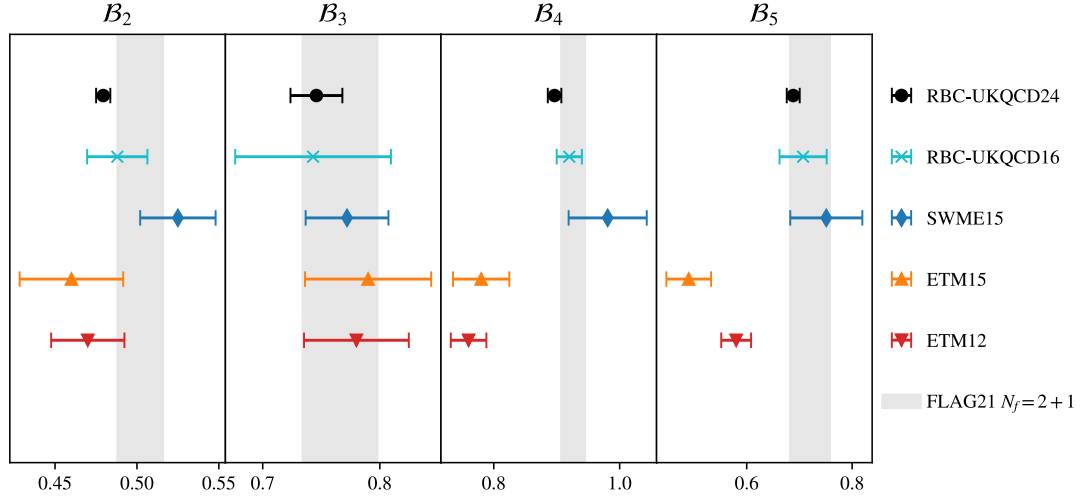 𝓑₂ 𝓑₃ 𝓑₄ 𝓑₅
RBC-UKQCD24
RBC-UKQCD16
SWME15
ETM15
ETM12
FLAG21 N_f = 2 + 1
0.45 0.50 0.55 0.7 0.8 0.8 1.0 0.6 0.8